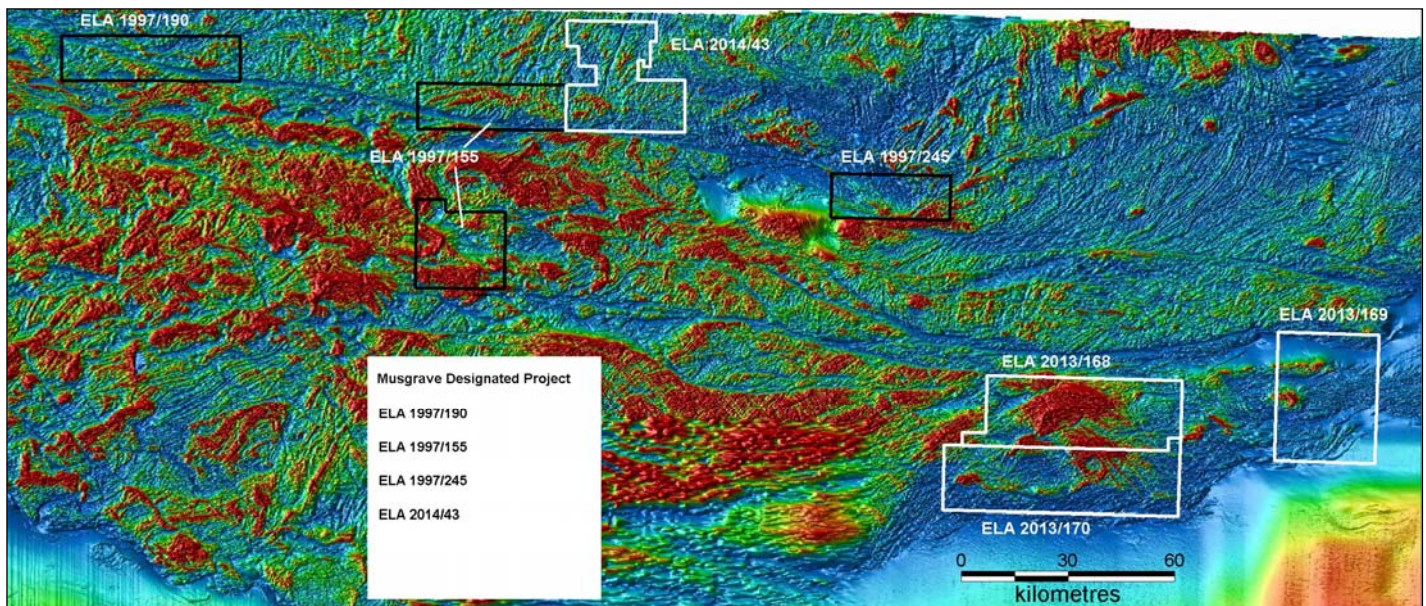 ELA 1997/190
ELA 2014/43
ELA 1997/155
ELA 1997/245
ELA 2013/169
ELA 2013/168
Musgrave Designated Project
ELA 1997/190
ELA 1997/155
ELA 1997/245
ELA 2014/43
ELA 2013/170
0 30 60
kilometres